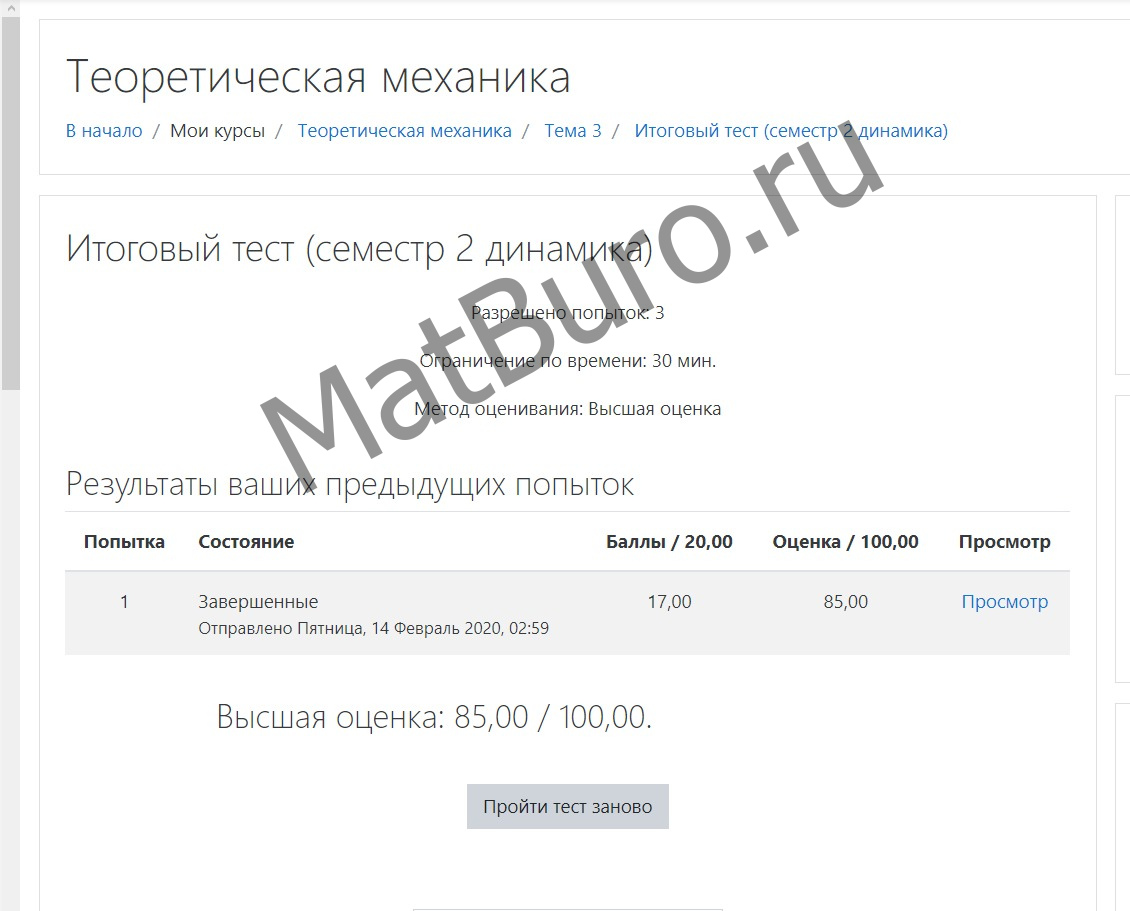 Теоретическая механика
В начало / Мои курсы / Теоретическая механика / Тема 3 / Итоговый тест (семестр 2 динамика)
Итоговый тест (семестр 2 динамика)
Разрешено попыток: 3
Ограничение по времени: 30 мин.
Метод оценивания: Высшая оценка
MatBuro.ru
Результаты ваших предыдущих попыток
Попытка Состояние Баллы / 20,00 Оценка / 100,00 Просмотр
1 Завершенные 17,00 85,00 Просмотр
Отправлено Пятница, 14 Февраль 2020, 02:59
Высшая оценка: 85,00 / 100,00.
Пройти тест заново